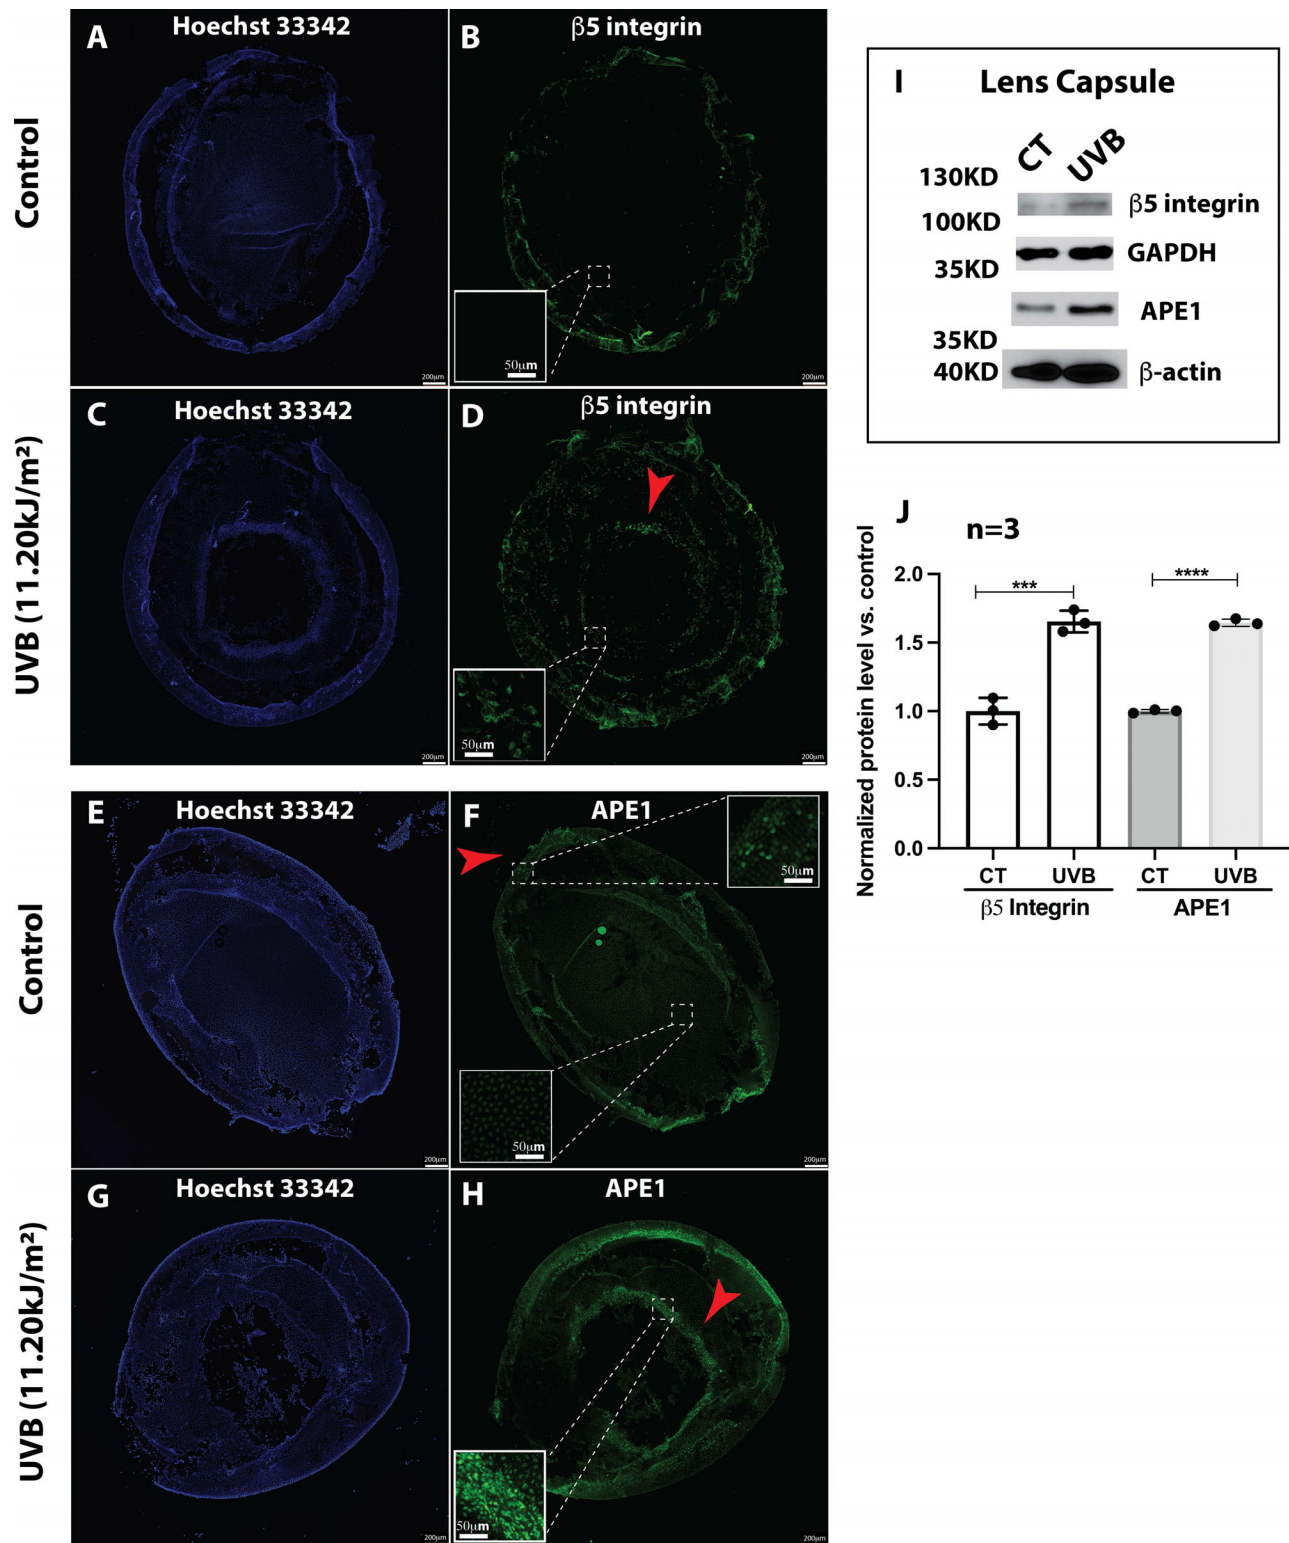 Control
A
Hoechst 33342
200μm
B
β5 integrin
50μm
200μm
UVB (11.20kJ/m²)
C
Hoechst 33342
200μm
D
β5 integrin
50μm
200μm
Control
E
Hoechst 33342
200μm
F
APE1
50μm
50μm
200μm
UVB (11.20kJ/m²)
G
Hoechst 33342
200μm
H
APE1
50μm
200μm
I
Lens Capsule
CT UVB
130KD
β5 integrin
100KD
GAPDH
35KD
APE1
35KD
40KD
β-actin
J
n=3
Normalized protein level vs. control
2.0
1.5
1.0
0.5
0.0
***
****
CT UVB CT UVB
β5 Integrin APE1